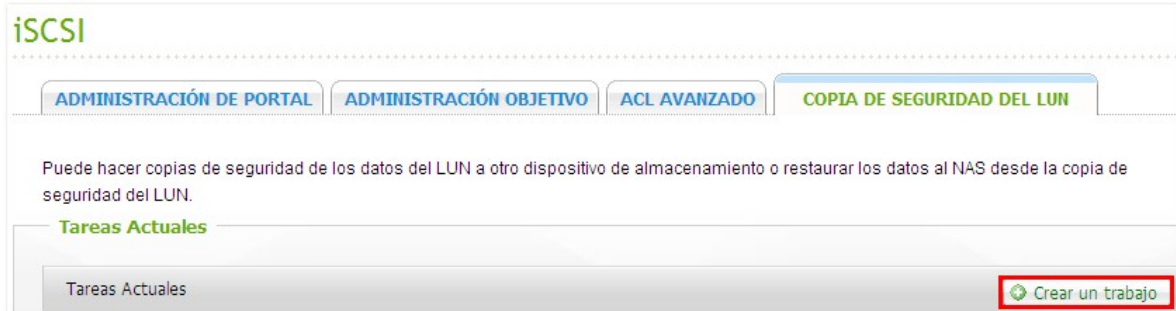 iSCSI
ADMINISTRACIÓN DE PORTAL ADMINISTRACIÓN OBJETIVO ACL AVANZADO COPIA DE SEGURIDAD DEL LUN
Puede hacer copias de seguridad de los datos del LUN a otro dispositivo de almacenamiento o restaurar los datos al NAS desde la copia de
seguridad del LUN.
Tareas Actuales
Tareas Actuales Crear un trabajo